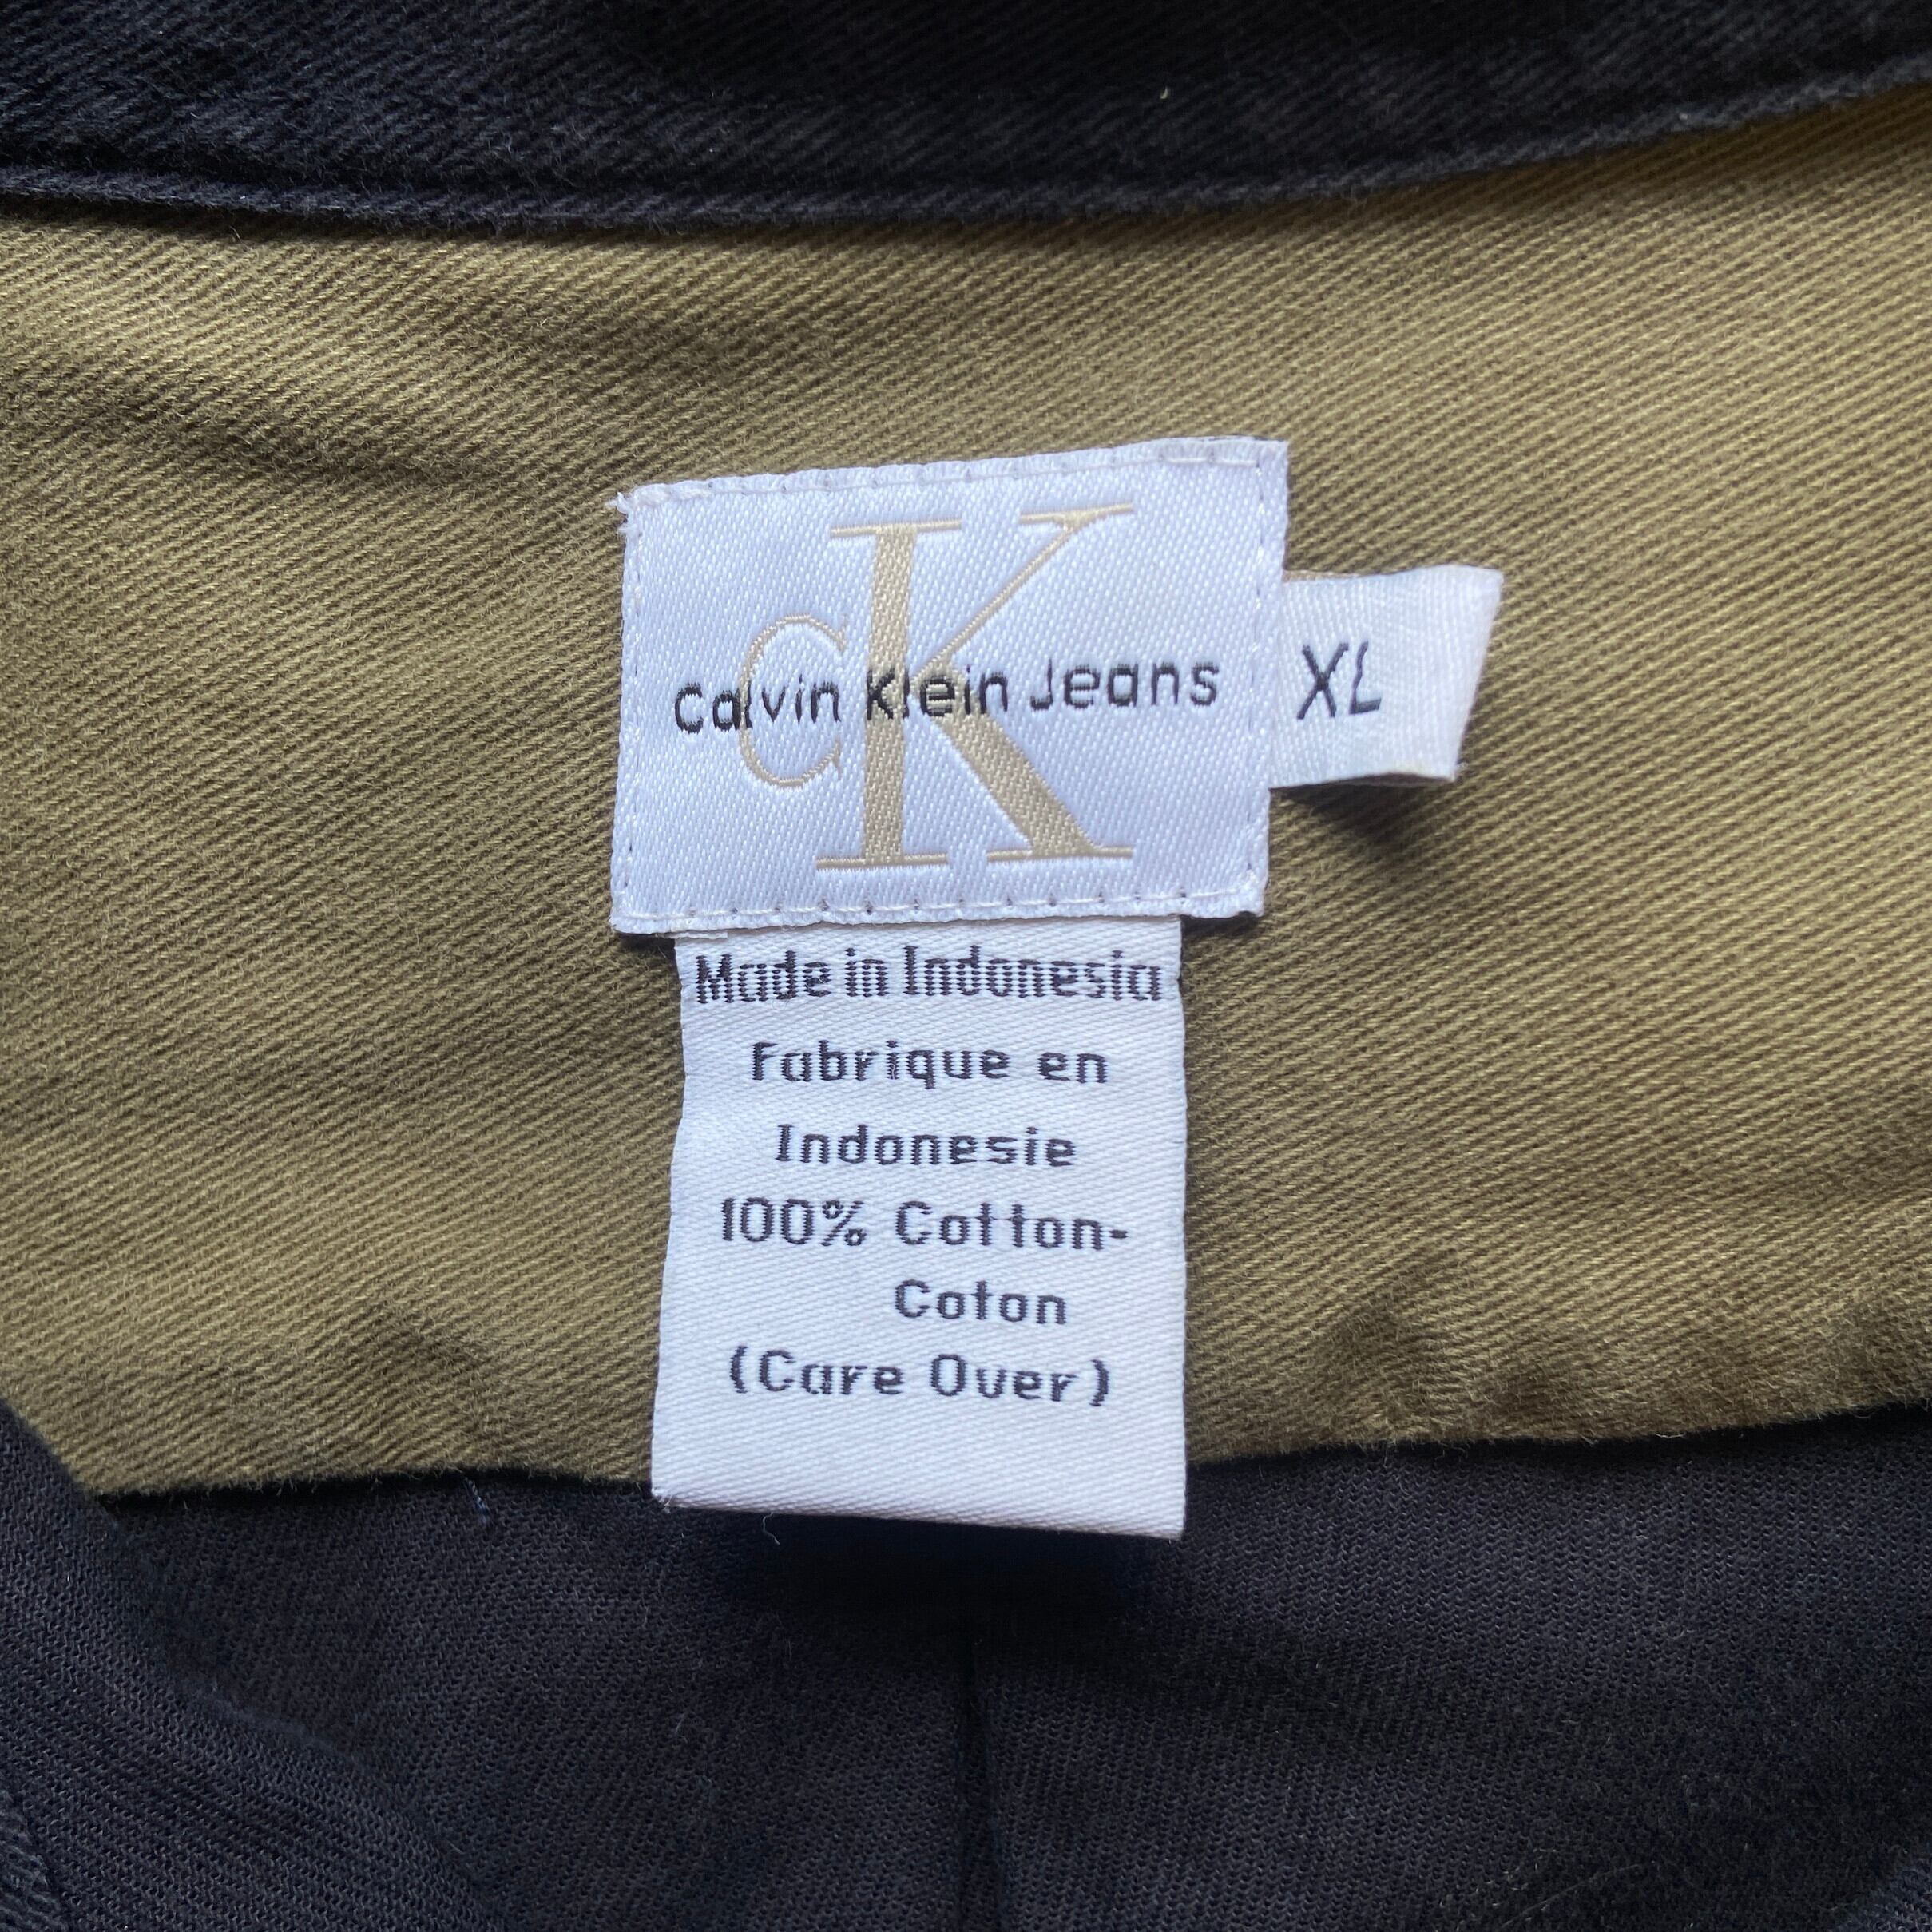 CK
Calvin Klein Jeans
XL
Made in Indonesia
Fabrique en
Indonesie
100% Cotton-
Coton
(Care Over)